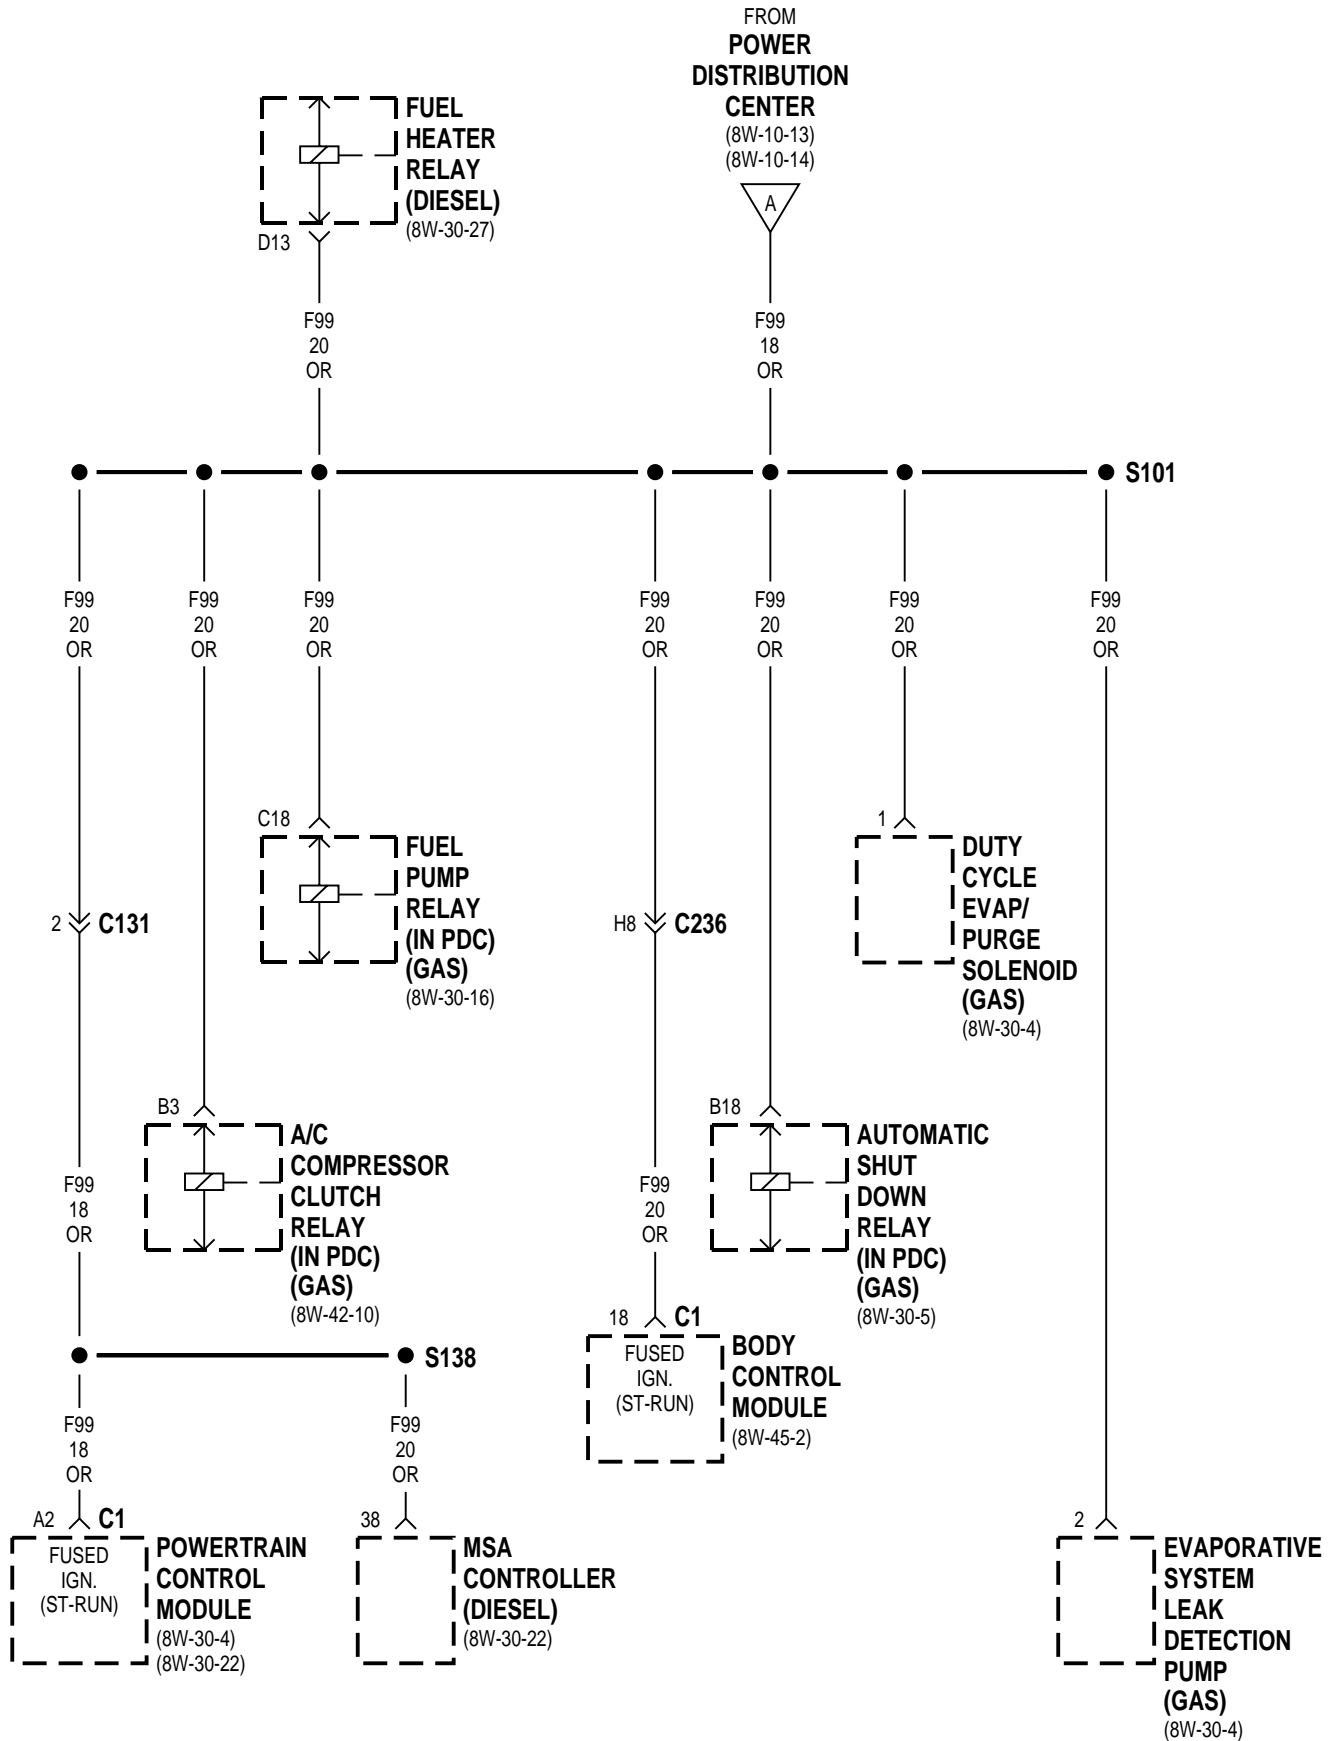 FROM
POWER
DISTRIBUTION
CENTER
(8W-10-13)
(8W-10-14)
A
FUEL
HEATER
RELAY
(DIESEL)
(8W-30-27)
D13
F99
20
OR
F99
18
OR
S101
F99
20
OR
F99
20
OR
F99
20
OR
F99
20
OR
F99
20
OR
F99
20
OR
F99
20
OR
C18
FUEL
PUMP
RELAY
(IN PDC)
(GAS)
(8W-30-16)
1
DUTY
CYCLE
EVAP/
PURGE
SOLENOID
(GAS)
(8W-30-4)
2 C131
H8 C236
B3
A/C
COMPRESSOR
CLUTCH
RELAY
(IN PDC)
(GAS)
(8W-42-10)
B18
AUTOMATIC
SHUT
DOWN
RELAY
(IN PDC)
(GAS)
(8W-30-5)
F99
18
OR
F99
20
OR
18 C1
FUSED
IGN.
(ST-RUN)
BODY
CONTROL
MODULE
(8W-45-2)
S138
F99
18
OR
F99
20
OR
A2 C1
FUSED
IGN.
(ST-RUN)
POWERTRAIN
CONTROL
MODULE
(8W-30-4)
(8W-30-22)
38
MSA
CONTROLLER
(DIESEL)
(8W-30-22)
2
EVAPORATIVE
SYSTEM
LEAK
DETECTION
PUMP
(GAS)
(8W-30-4)